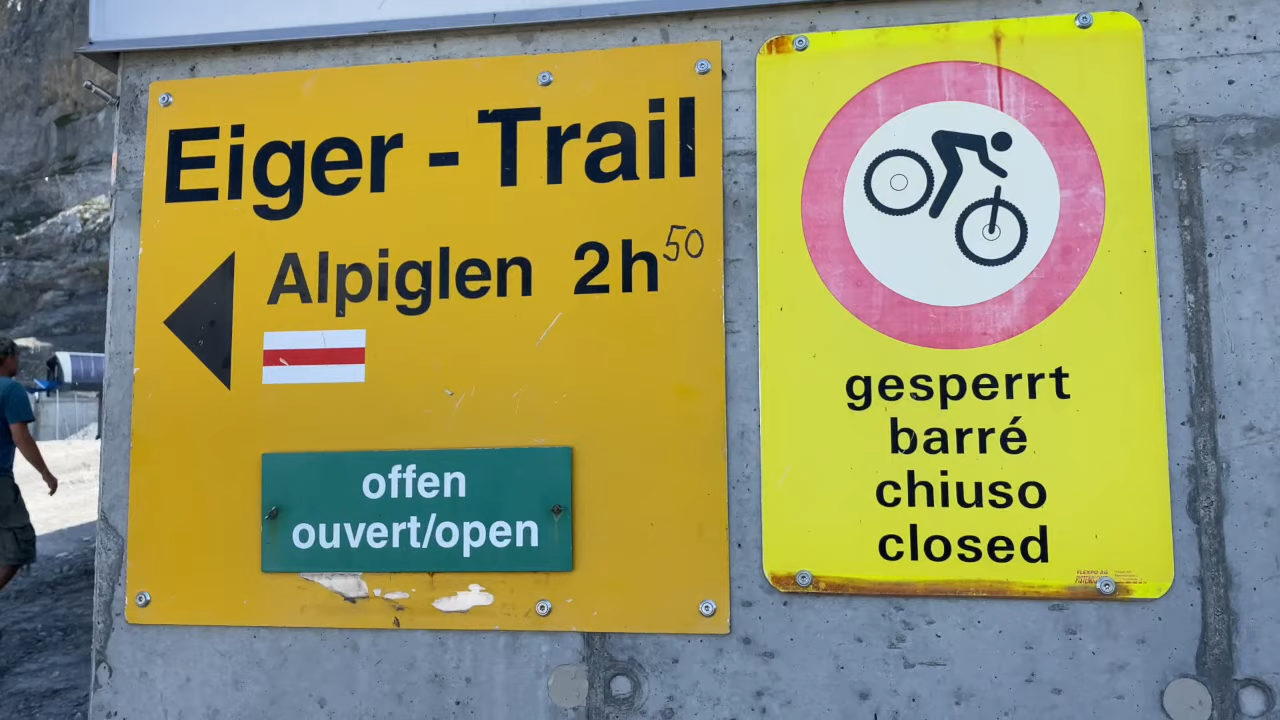 Eiger - Trail
Alpiglen 2h50
offen
ouvert/open
gesperrt
barré
chiuso
closed